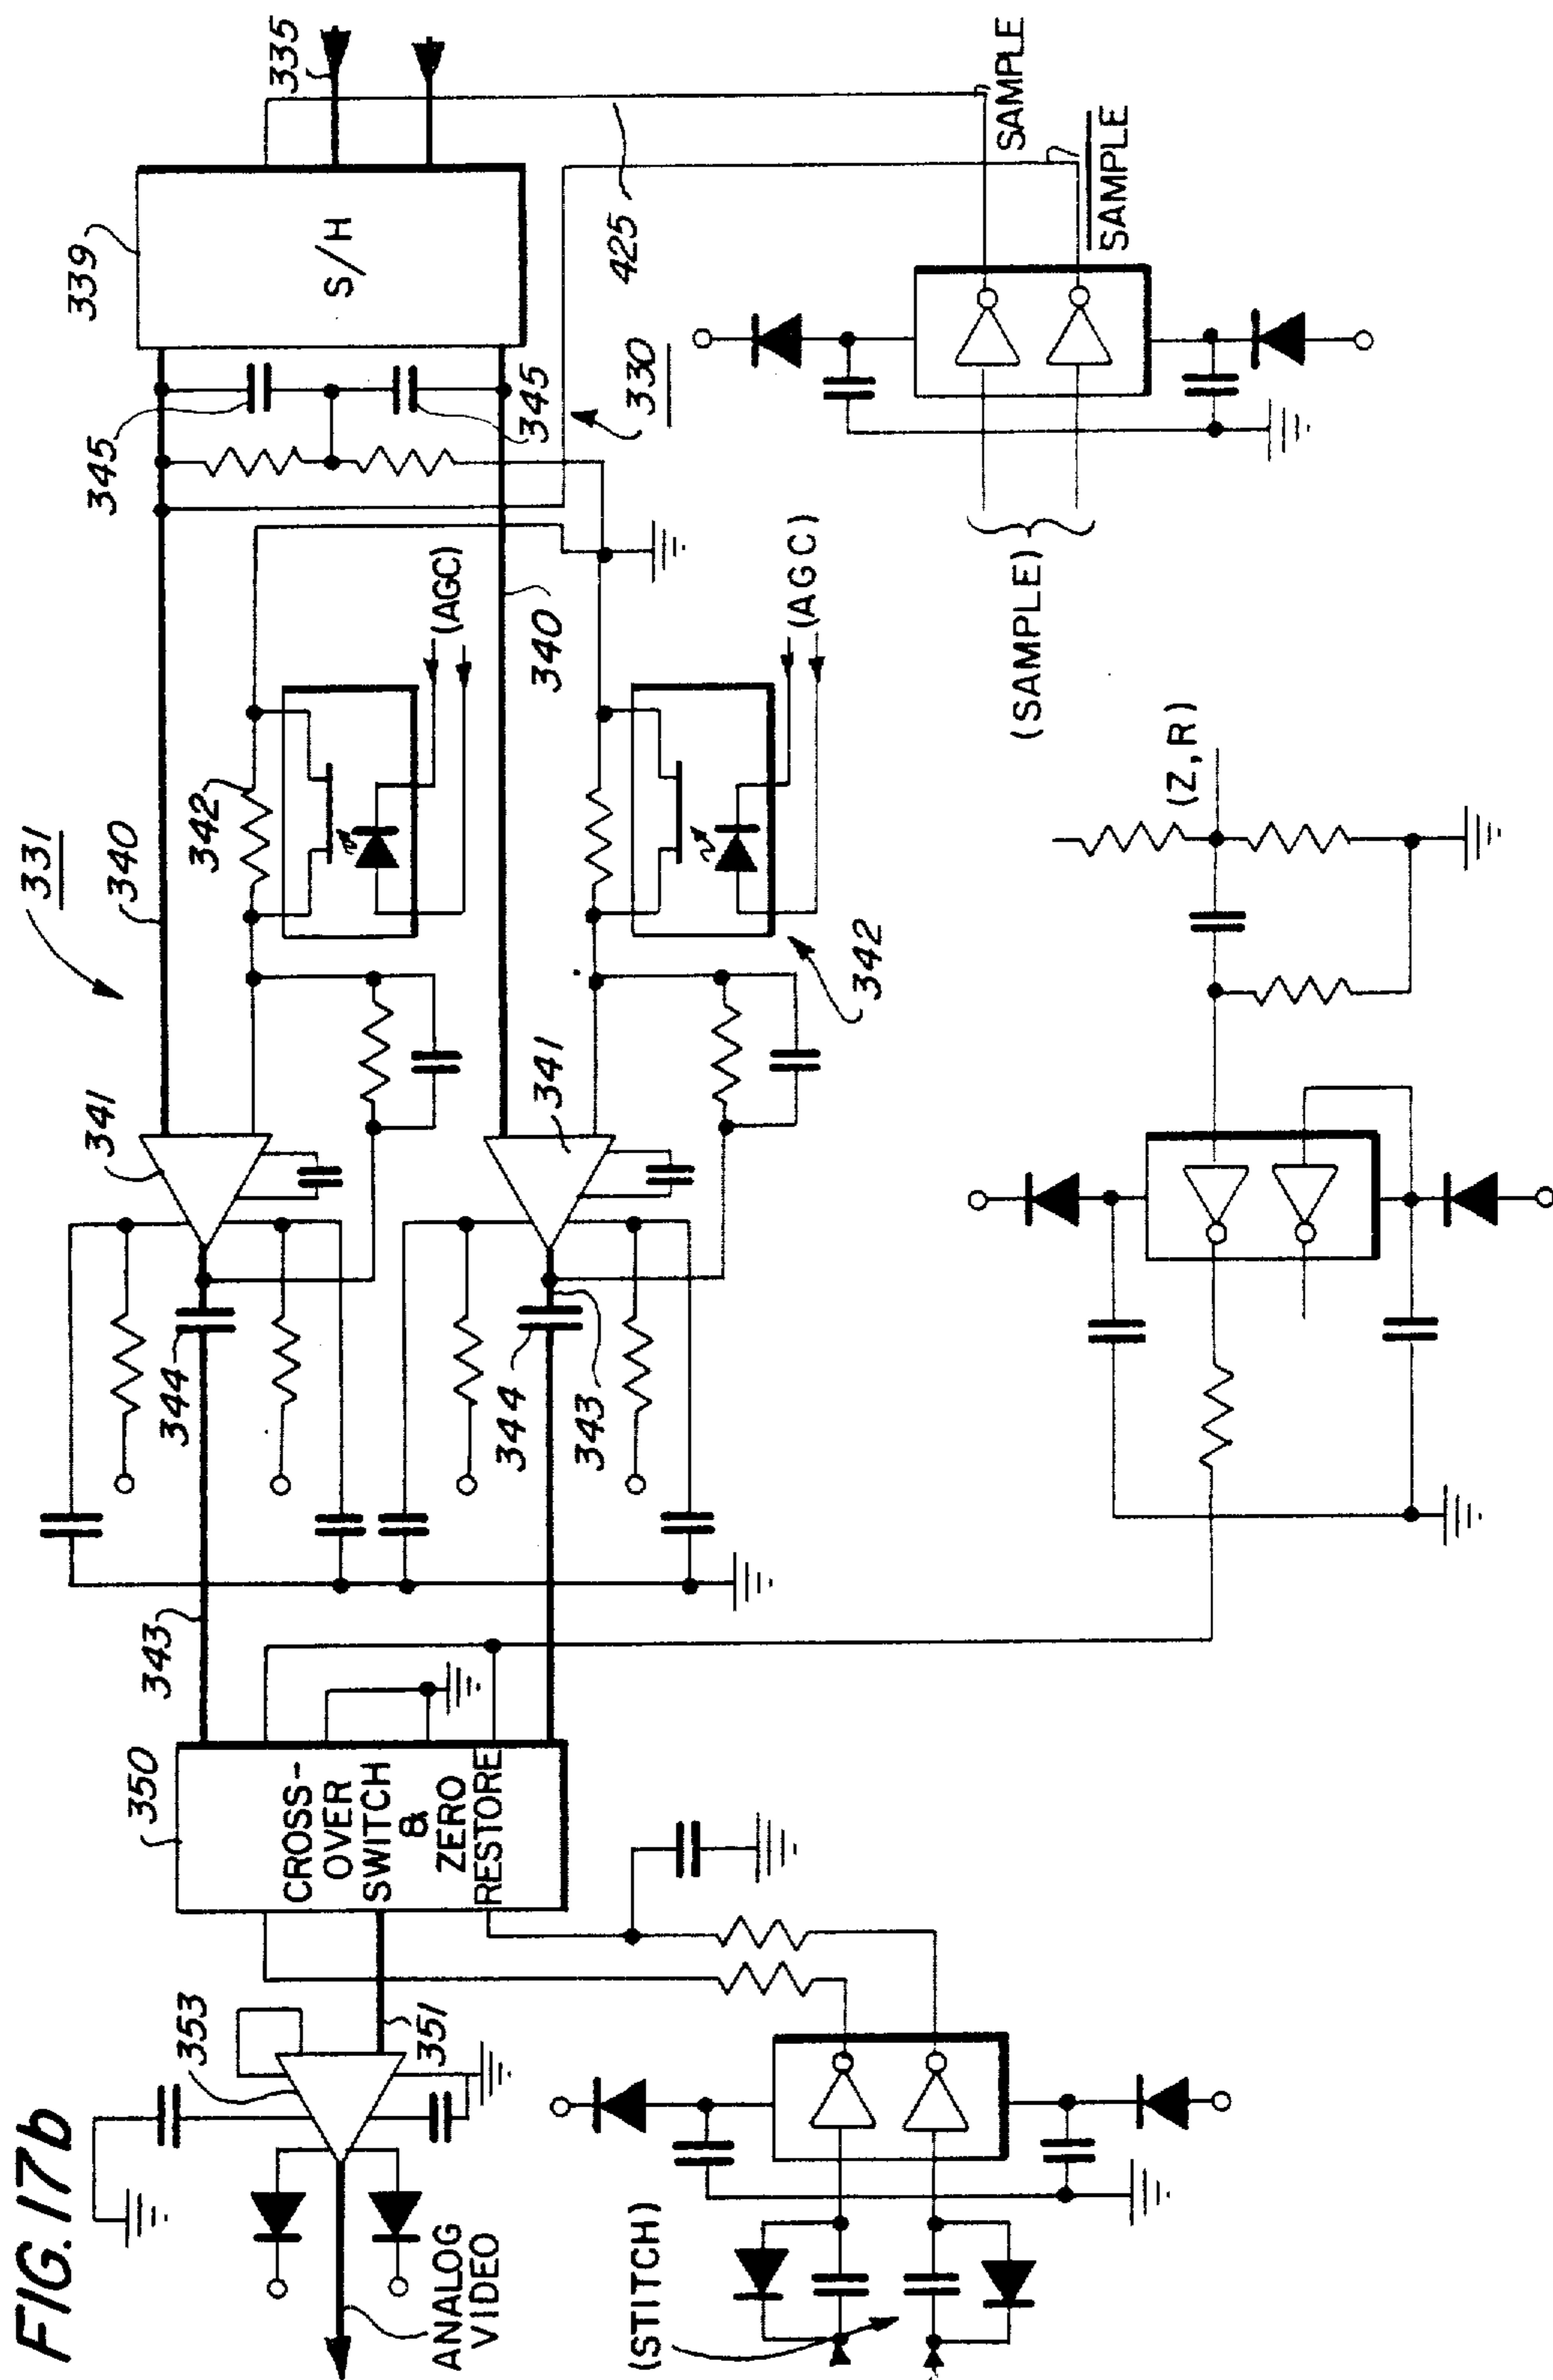 FIG. 17b
335
339
S/H
SAMPLE
SAMPLE
425
330
345
345
(AGC)
(AGC)
340
340
(SAMPLE)
331
342
342
(Z,R)
341
341
344
344
343
343
350
CROSS-
OVER
SWITCH
&
ZERO
RESTORE
353
351
ANALOG
VIDEO
(STITCH)